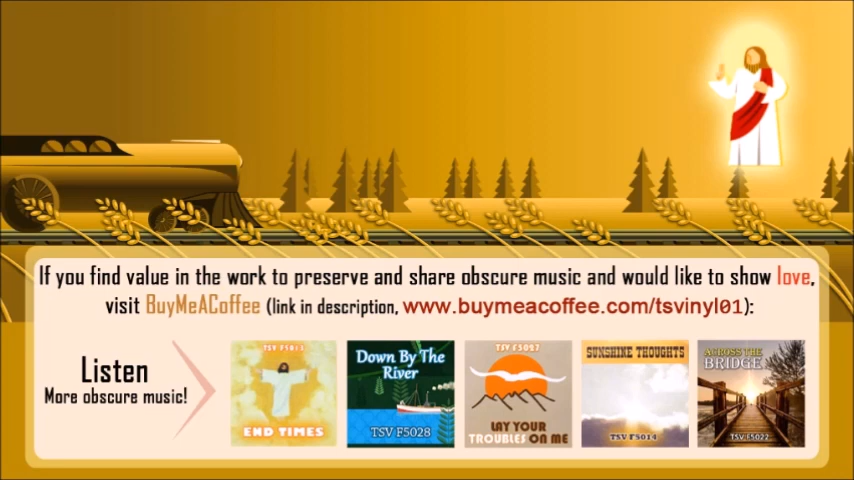 If you find value in the work to preserve and share obscure music and would like to show love,
visit BuyMeACoffee (link in description, www.buymeacoffee.com/tsvinyl01):
Listen
More obscure music!
END TIMES
Down By The
River
TSV F5028
TSV F5027
LAY YOUR
TROUBLES ON ME
SUNSHINE THOUGHTS
TSV F5014
ACROSS THE
BRIDGE
TSV F5022